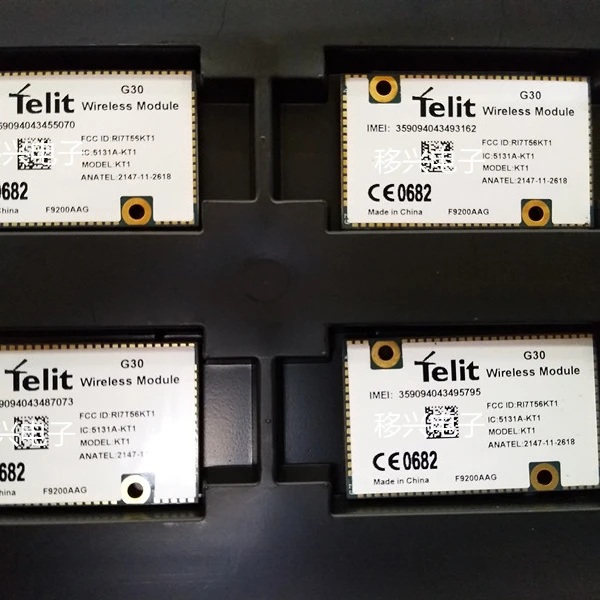 Telit
G30
Wireless Module
59094043455070
FCC ID:RI7T56KT1
IC:5131A-KT1
MODEL:KT1
ANATEL:2147-11-2618
0682
China
F9200AAG
Telit
G30
Wireless Module
IMEI: 359094043493162
FCC ID:RI7T56KT1
IC:5131A-KT1
MODEL:KT1
ANATEL:2147-11-2618
移兴电子
CE0682
Made in China
F9200AAG
Telit
G30
Wireless Module
9094043487073
FCC ID:RI7T56KT1
IC:5131A-KT1
MODEL:KT1
ANATEL:2147-1
0682
China
F9200AAG
Telit
G30
Wireless Module
IMEI: 359094043495795
FCC ID:RI7T56KT1
IC:5131A-KT1
MODEL:KT1
ANATEL:2147-11-2618
移兴电子
CE0682
Made in China
F9200AAG